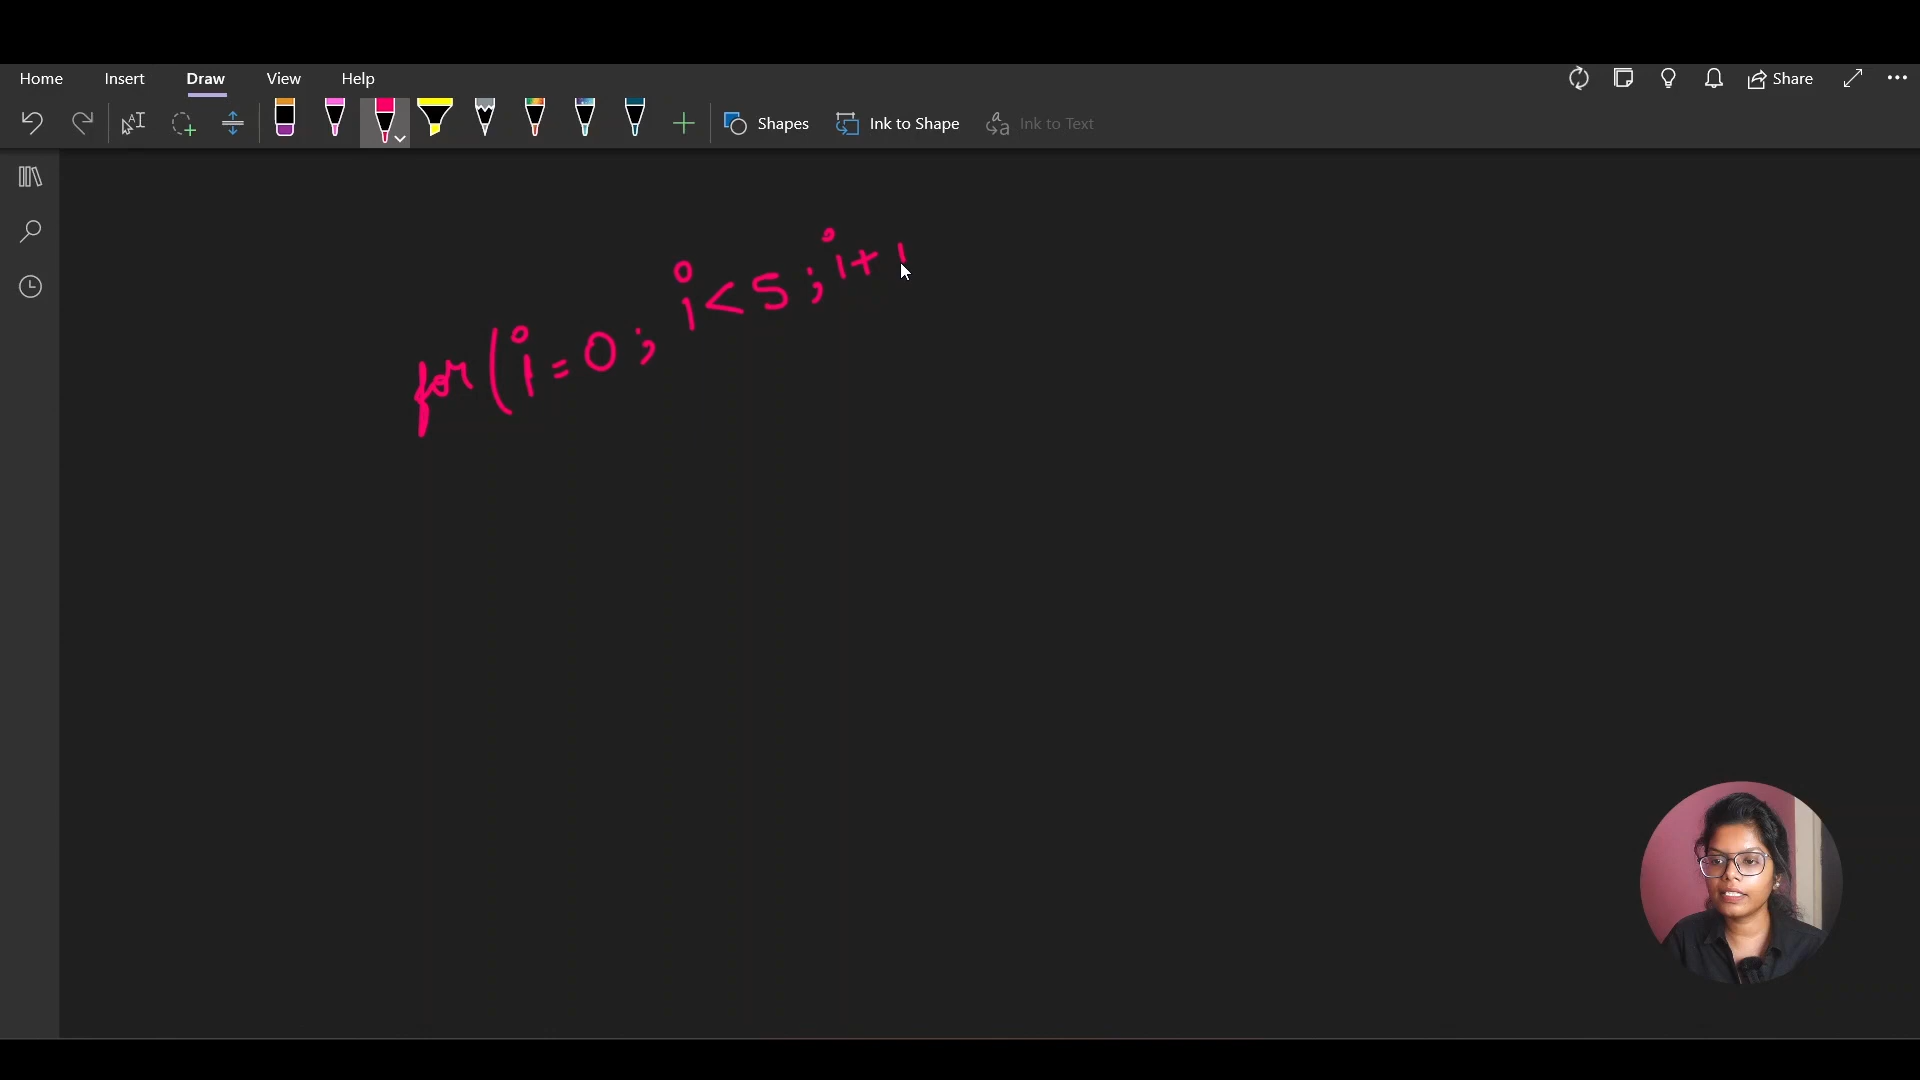 Home Insert Draw View Help Share
Shapes Ink to Shape Ink to Text
for(i=0; i<5; i+